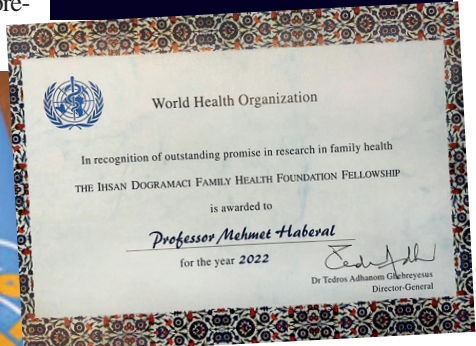 ore-
World Health Organization
In recognition of outstanding promise in research in family health
THE IHSAN DOGRAMACI FAMILY HEALTH FOUNDATION FELLOWSHIP
is awarded to
Professor Mehmet Haberal
for the year 2022
Dr Tedros Adhanom Ghebreyesus
Director-General